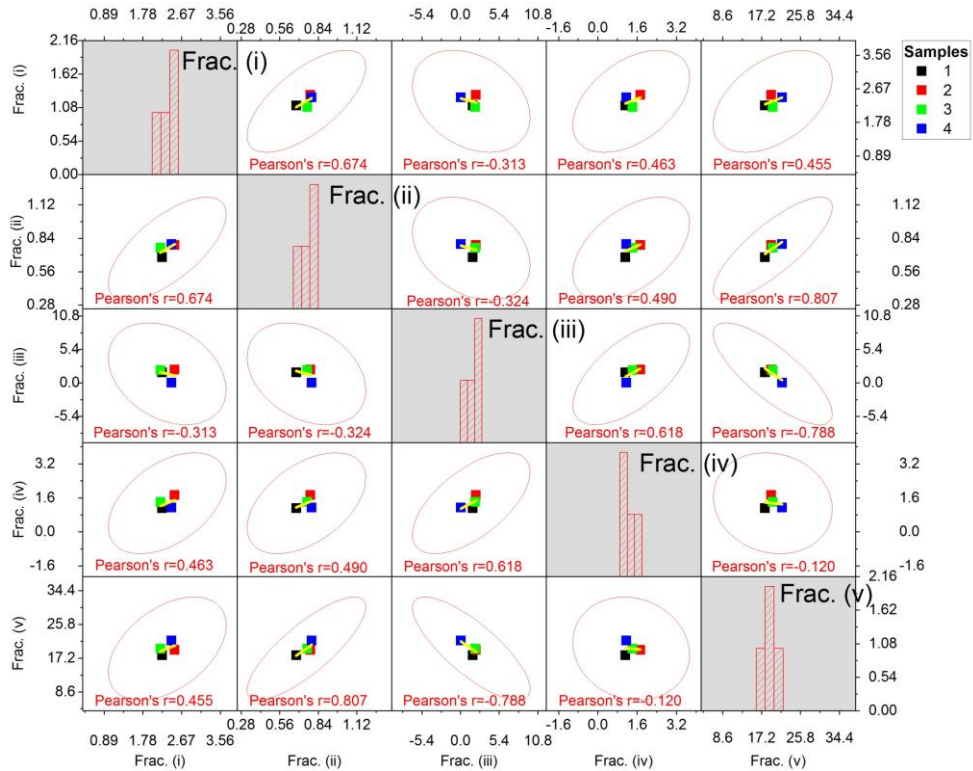 -5.4 0.0 10.8 -1.6 0.0 1.6 3.2 8.6 17.2 25.8 34.4
0.89 1.78 2.67 3.56 0.28 0.56 0.84 1.12
2.16
1.62
1.08
0.54
0.00
Frac. (i)
Frac. (i)
Pearson's r=0.674
Pearson's r=-0.313
Pearson's r=0.463
Pearson's r=0.455
3.56
2.67
1.78
0.89
Samples
1
2
3
4
1.12
0.84
0.56
0.28
Frac. (ii)
Pearson's r=0.674
Frac. (ii)
Pearson's r=-0.324
Pearson's r=0.490
Pearson's r=0.807
1.12
0.84
0.56
0.28
10.8
5.4
0.0
-5.4
Frac. (iii)
Pearson's r=-0.313
Pearson's r=-0.324
Frac. (iii)
Pearson's r=0.618
Pearson's r=-0.788
10.8
5.4
0.0
-5.4
3.2
1.6
0.0
-1.6
Frac. (iv)
Pearson's r=0.463
Pearson's r=0.490
Pearson's r=0.618
Frac. (iv)
Pearson's r=-0.120
3.2
1.6
0.0
-1.6
34.4
25.8
17.2
8.6
Frac. (v)
Pearson's r=0.455
Pearson's r=0.807
Pearson's r=-0.788
Pearson's r=-0.120
Frac. (v)
2.16
1.62
1.08
0.54
0.00
0.89 1.78 2.67 3.56 0.28 0.56 0.84 1.12 -5.4 0.0 5.4 10.8 -1.6 0.0 1.6 3.2 8.6 17.2 25.8 34.4
Frac. (i) Frac. (ii) Frac. (iii) Frac. (iv) Frac. (v)